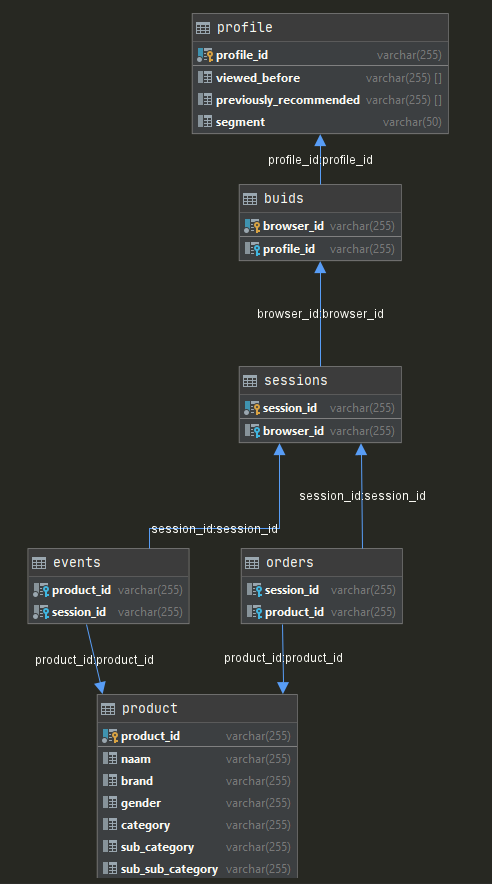 profile
profile_id varchar(255)
viewed_before varchar(255) []
previously_recommended varchar(255) []
segment varchar(50)
profile_id:profile_id
buids
browser_id varchar(255)
profile_id varchar(255)
browser_id:browser_id
sessions
session_id varchar(255)
browser_id varchar(255)
session_id:session_id
session_id:session_id
events
product_id varchar(255)
session_id varchar(255)
orders
session_id varchar(255)
product_id varchar(255)
product_id:product_id
product_id:product_id
product
product_id varchar(255)
naam varchar(255)
brand varchar(255)
gender varchar(255)
category varchar(255)
sub_category varchar(255)
sub_sub_category varchar(255)